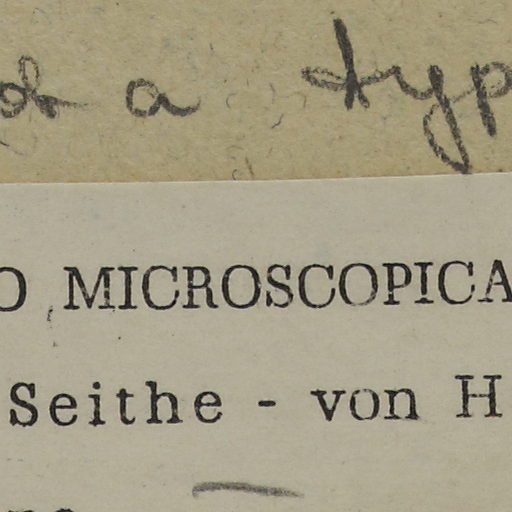 a typ
O MICROSCOPICA
Seithe - von H